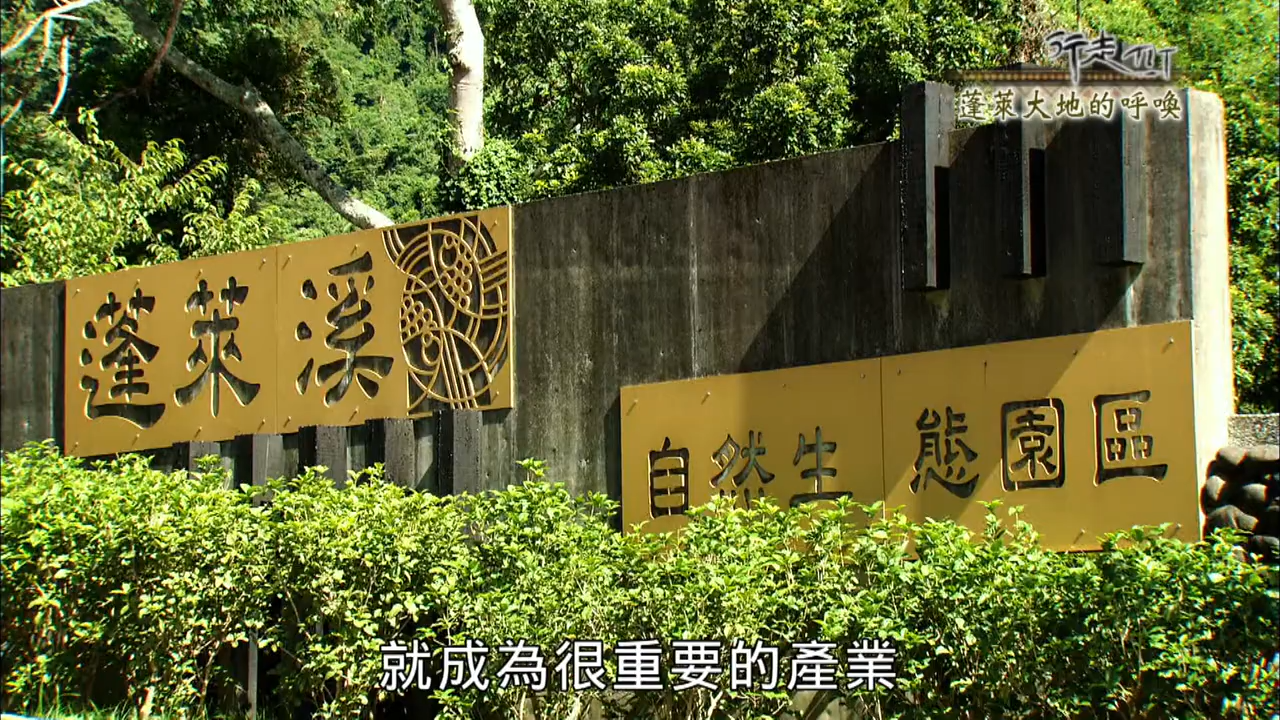 行走TIT
蓬萊大地的呼喚
蓬萊溪
自然生態園區
就成為很重要的產業